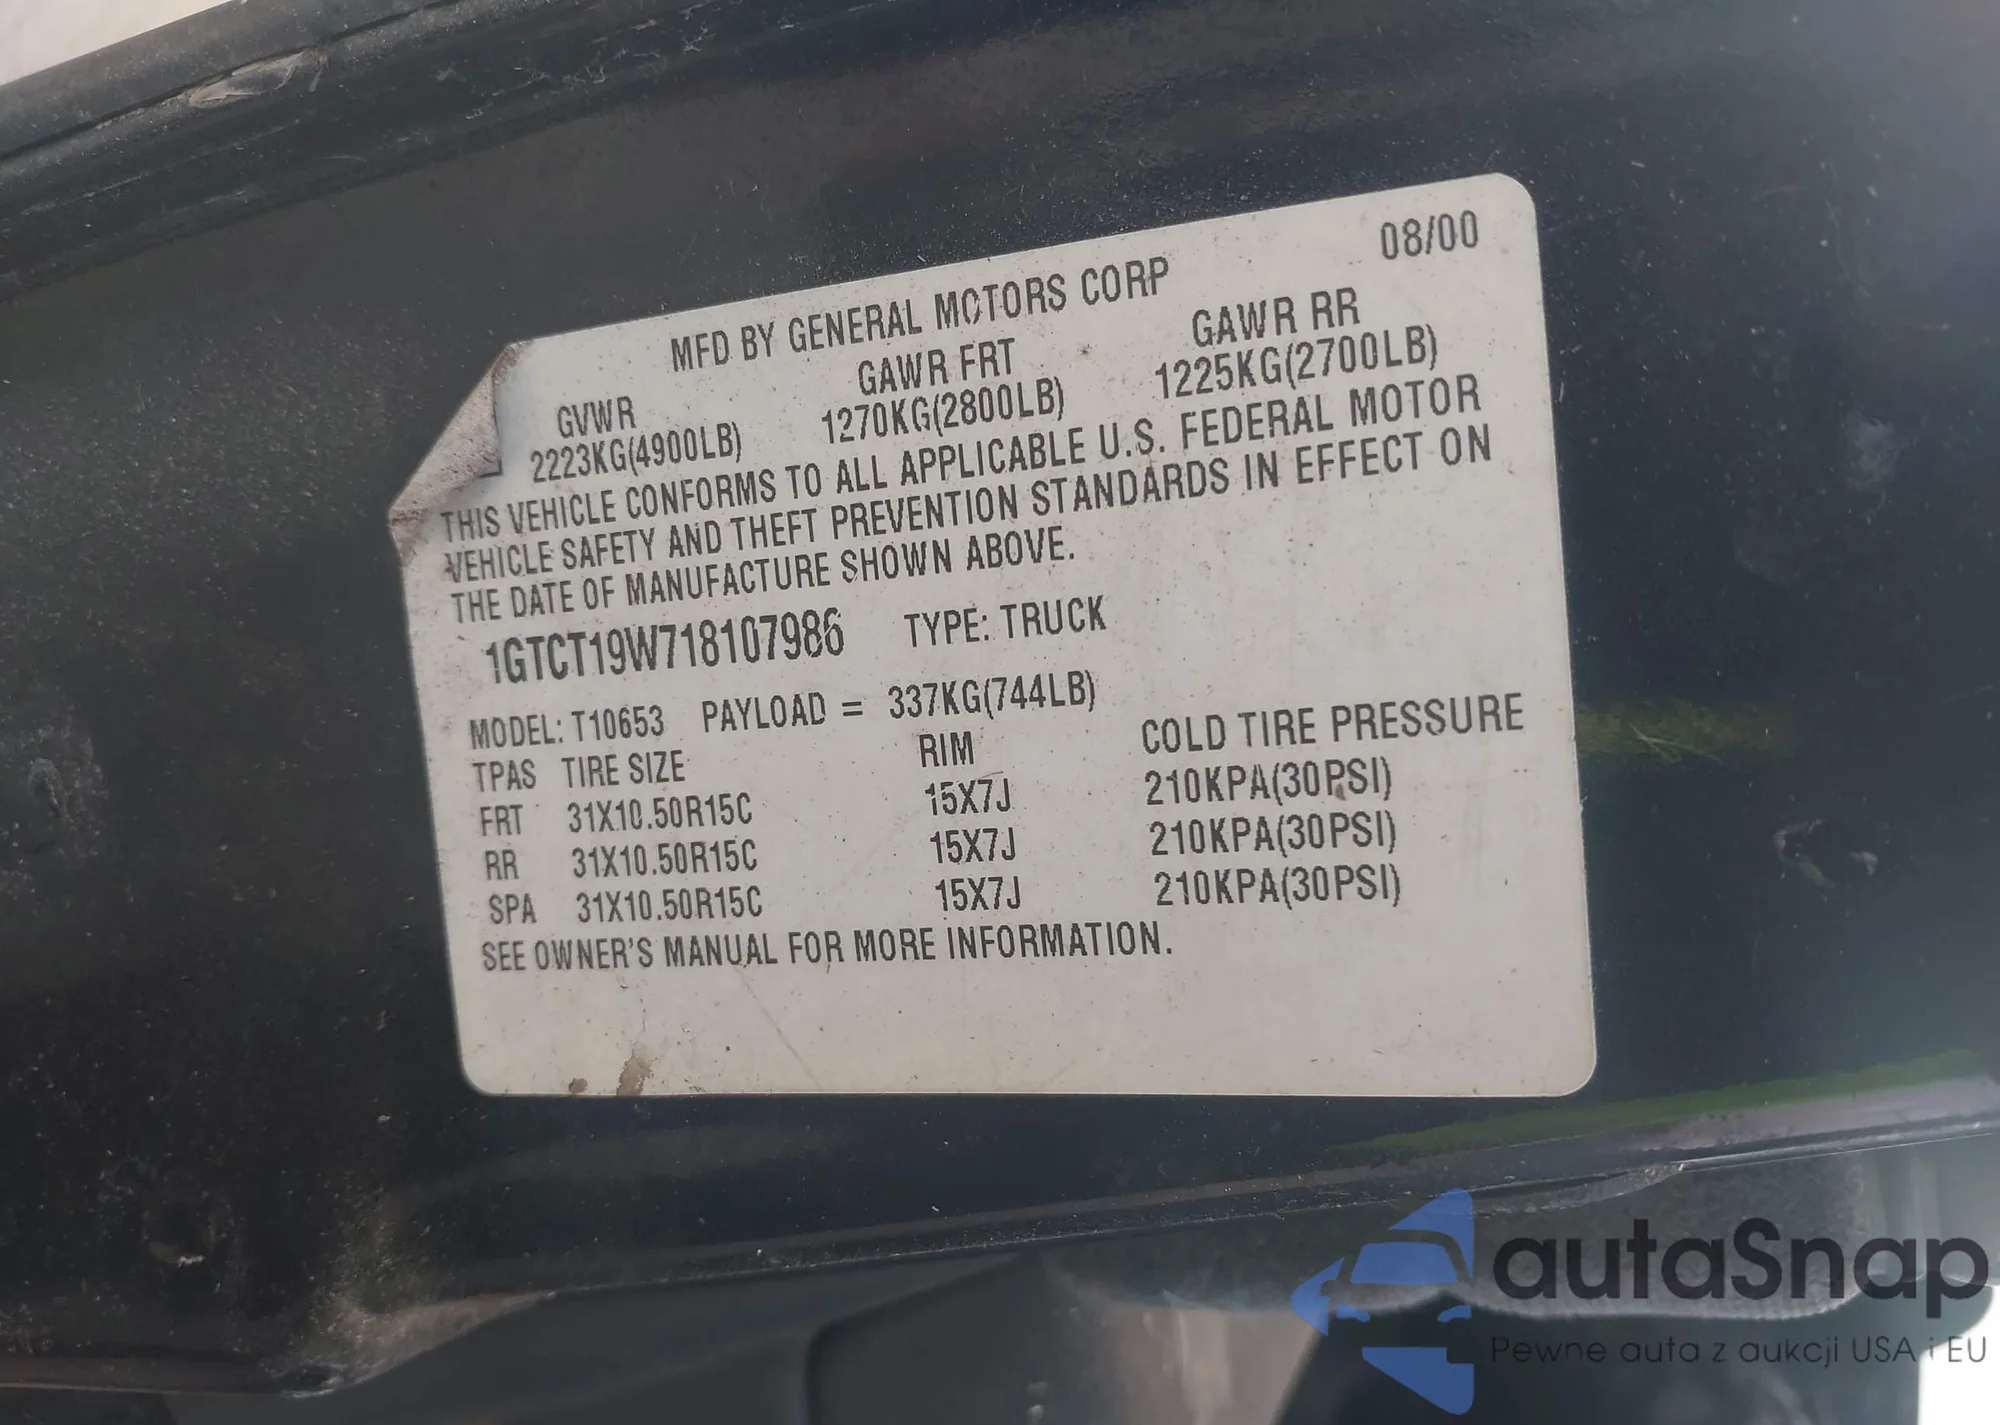 08/00
MFD BY GENERAL MOTORS CORP
GVWR GAWR FRT GAWR RR
2223KG(4900LB) 1270KG(2800LB) 1225KG(2700LB)
THIS VEHICLE CONFORMS TO ALL APPLICABLE U.S. FEDERAL MOTOR
VEHICLE SAFETY AND THEFT PREVENTION STANDARDS IN EFFECT ON
THE DATE OF MANUFACTURE SHOWN ABOVE.
1GTCT19W718107986 TYPE: TRUCK
MODEL: T10653 PAYLOAD = 337KG(744LB)
TPAS TIRE SIZE RIM COLD TIRE PRESSURE
FRT 31X10.50R15C 15X7J 210KPA(30PSI)
RR 31X10.50R15C 15X7J 210KPA(30PSI)
SPA 31X10.50R15C 15X7J 210KPA(30PSI)
SEE OWNER'S MANUAL FOR MORE INFORMATION.
autaSnap
Pewne auta z aukcji USA i EU